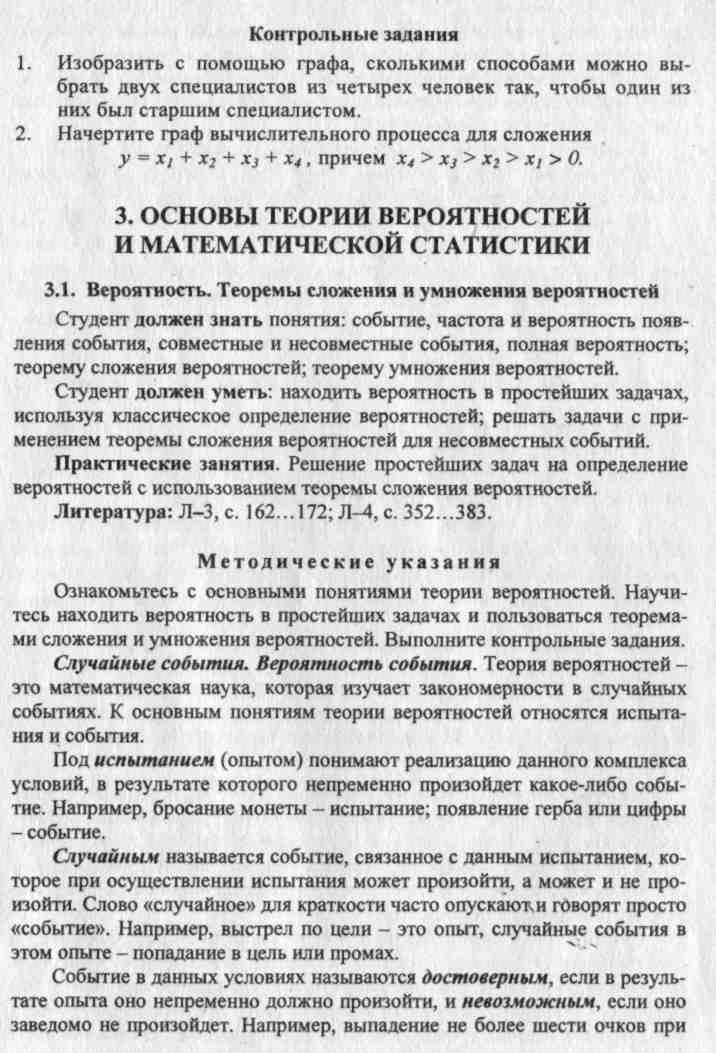 Контрольные задания
1. Изобразить с помощью графа, сколькими способами можно вы-
брать двух специалистов из четырех человек так, чтобы один из
них был старшим специалистом.
2. Начертите граф вычислительного процесса для сложения
y = x1 + x2 + x3 + x4 , причем x4 > x3 > x2 > x1 > 0.
3. ОСНОВЫ ТЕОРИИ ВЕРОЯТНОСТЕЙ
И МАТЕМАТИЧЕСКОЙ СТАТИСТИКИ
3.1. Вероятность. Теоремы сложения и умножения вероятностей
Студент должен знать понятия: событие, частота и вероятность появ-
ления события, совместные и несовместные события, полная вероятность;
теорему сложения вероятностей; теорему умножения вероятностей.
Студент должен уметь: находить вероятность в простейших задачах,
используя классическое определение вероятностей; решать задачи с при-
менением теоремы сложения вероятностей для несовместных событий.
Практические занятия. Решение простейших задач на определение
вероятностей с использованием теоремы сложения вероятностей.
Литература: Л–3, с. 162…172; Л–4, с. 352…383.
Методические указания
Ознакомьтесь с основными понятиями теории вероятностей. Научи-
тесь находить вероятность в простейших задачах и пользоваться теорема-
ми сложения и умножения вероятностей. Выполните контрольные задания.
Случайные события. Вероятность события. Теория вероятностей –
это математическая наука, которая изучает закономерности в случайных
событиях. К основным понятиям теории вероятностей относятся испыта-
ния и события.
Под испытанием (опытом) понимают реализацию данного комплекса
условий, в результате которого непременно произойдет какое-либо собы-
тие. Например, бросание монеты – испытание; появление герба или цифры
– событие.
Случайным называется событие, связанное с данным испытанием, ко-
торое при осуществлении испытания может произойти, а может и не про-
изойти. Слово «случайное» для краткости часто опускают и говорят просто
«событие». Например, выстрел по цели – это опыт, случайные события в
этом опыте – попадание в цель или промах.
Событие в данных условиях называются достоверным, если в резуль-
тате опыта оно непременно должно произойти, и невозможным, если оно
заведомо не произойдет. Например, выпадение не более шести очков при